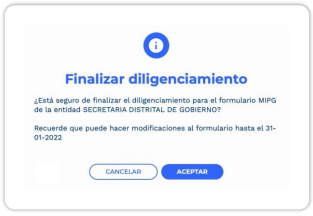 Finalizar diligenciamiento
¿Está seguro de finalizar el diligenciamiento para el formulario MIPG
de la entidad SECRETARIA DISTRITAL DE GOBIERNO?
Recuerde que puede hacer modificaciones al formulario hasta el 31-
01-2022
CANCELAR ACEPTAR